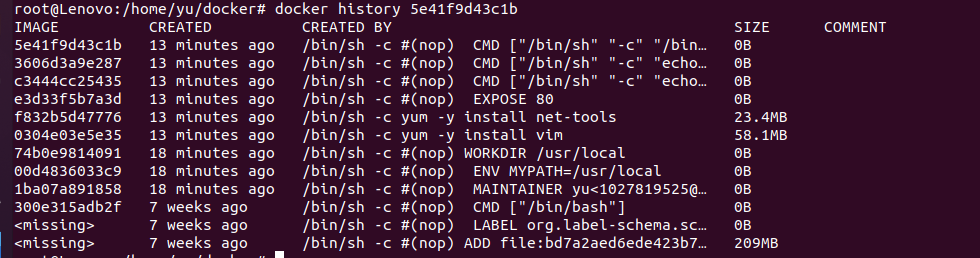 root@Lenovo:/home/yu/docker# docker history 5e41f9d43c1b
IMAGE CREATED CREATED BY SIZE COMMENT
5e41f9d43c1b 13 minutes ago /bin/sh -c #(nop) CMD ["/bin/sh" "-c" "/bin… 0B
3606d3a9e287 13 minutes ago /bin/sh -c #(nop) CMD ["/bin/sh" "-c" "echo… 0B
c3444cc25435 13 minutes ago /bin/sh -c #(nop) CMD ["/bin/sh" "-c" "echo… 0B
e3d33f5b7a3d 13 minutes ago /bin/sh -c #(nop) EXPOSE 80 0B
f832b5d47776 13 minutes ago /bin/sh -c yum -y install net-tools 23.4MB
0304e03e5e35 13 minutes ago /bin/sh -c yum -y install vim 58.1MB
74b0e9814091 18 minutes ago /bin/sh -c #(nop) WORKDIR /usr/local 0B
00d4836033c9 18 minutes ago /bin/sh -c #(nop) ENV MYPATH=/usr/local 0B
1ba07a891858 18 minutes ago /bin/sh -c #(nop) MAINTAINER yu<1027819525@… 0B
300e315adb2f 7 weeks ago /bin/sh -c #(nop) CMD ["/bin/bash"] 0B
<missing> 7 weeks ago /bin/sh -c #(nop) LABEL org.label-schema.sc… 0B
<missing> 7 weeks ago /bin/sh -c #(nop) ADD file:bd7a2aed6ede423b7… 209MB